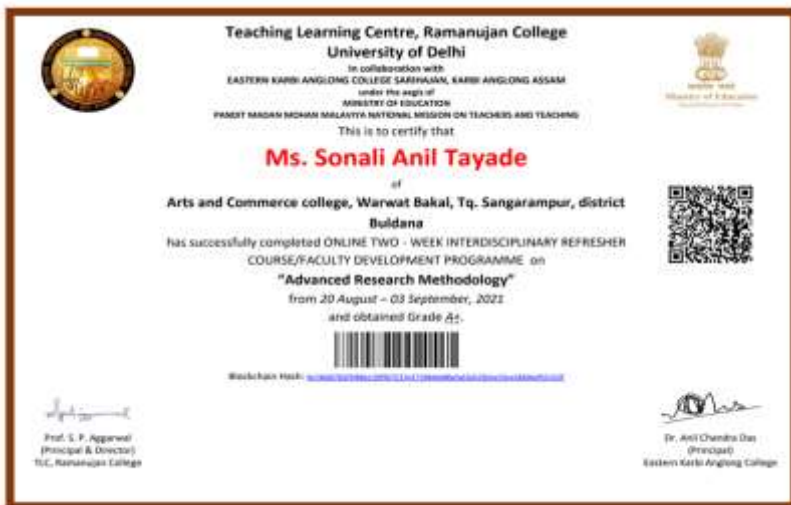 Teaching Learning Centre, Ramanujan College
University of Delhi
In collaboration with
EASTERN KARBI ANGLONG COLLEGE SARIHAJAN, KARBI ANGLONG ASSAM
under the aegis of
MINISTRY OF EDUCATION
PANDIT MADAN MOHAN MALAVIYA NATIONAL MISSION ON TEACHERS AND TEACHING
Ministry of Education
This is to certify that
Ms. Sonali Anil Tayade
of
Arts and Commerce college, Warwat Bakal, Tq. Sangarampur, district
Buldana
has successfully completed ONLINE TWO - WEEK INTERDISCIPLINARY REFRESHER
COURSE/FACULTY DEVELOPMENT PROGRAMME on
"Advanced Research Methodology"
from 20 August – 03 September, 2021
and obtained Grade A+.
Blockchain Hash:
Prof. S. P. Aggarwal
(Principal & Director)
TLC, Ramanujan College
Dr. Anil Chandra Das
(Principal)
Eastern Karbi Anglong College